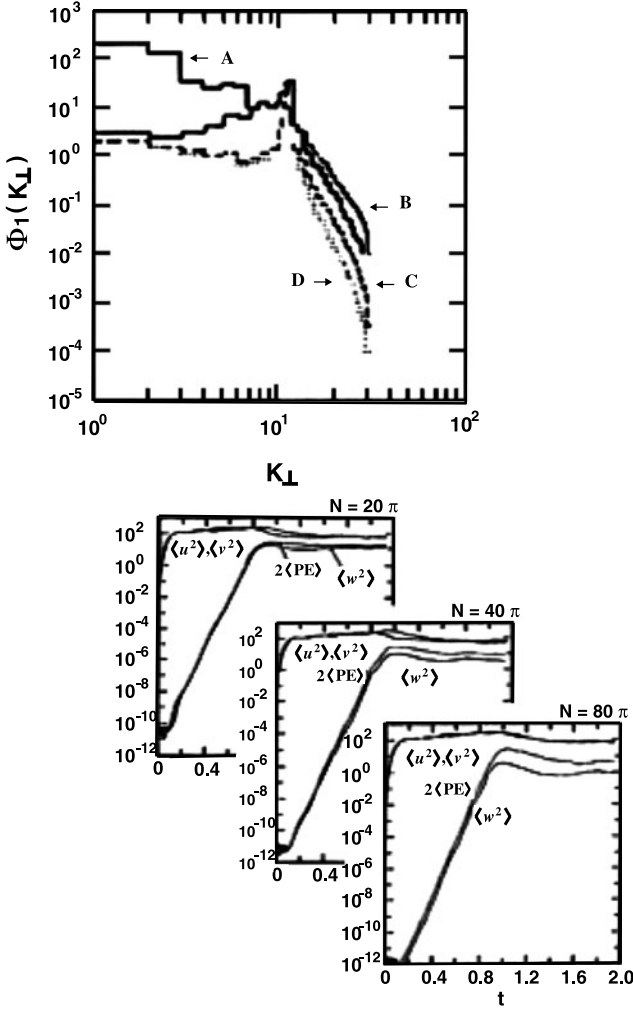 10³
10²
10¹
10⁰
10⁻¹
10⁻²
10⁻³
10⁻⁴
10⁻⁵
Φ₁(K⊥)
A
B
C
D
10⁰ 10¹ 10²
K⊥
N = 20 π
10²
10⁰
10⁻²
10⁻⁴
10⁻⁶
10⁻⁸
10⁻¹⁰
10⁻¹²
⟨u²⟩,⟨v²⟩
2⟨PE⟩
⟨w²⟩
0 0.4
N = 40 π
10²
10⁰
10⁻²
10⁻⁴
10⁻⁶
10⁻⁸
10⁻¹⁰
10⁻¹²
⟨u²⟩,⟨v²⟩
2⟨PE⟩
⟨w²⟩
0 0.4
N = 80 π
10²
10⁰
10⁻²
10⁻⁴
10⁻⁶
10⁻⁸
10⁻¹⁰
10⁻¹²
⟨u²⟩,⟨v²⟩
2⟨PE⟩
⟨w²⟩
0 0.4 0.8 1.2 1.6 2.0
t